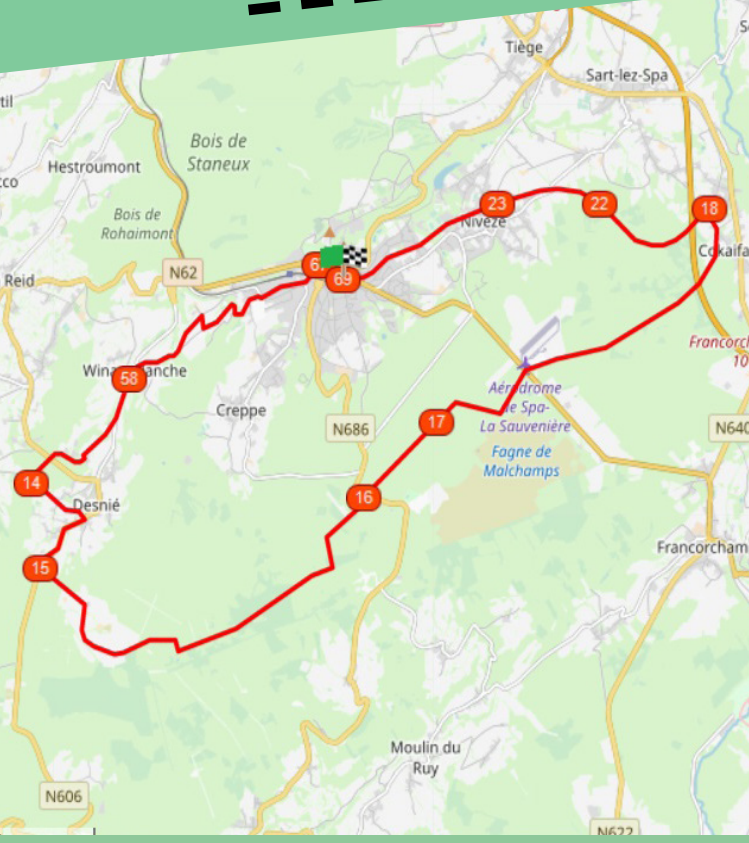 Tiège
Sart-lez-Spa
Bois de
Staneux
Hestroumont
Bois de
Rohaimont
23
22
18
Nivezé
N62
Reid
69
58
Creppe
Aérodrome
de Spa-
La Sauvenière
17
N686
N640
Fagne de
Malchamps
14
16
Desnié
15
Francorcham
Moulin du
Ruy
N606
N622